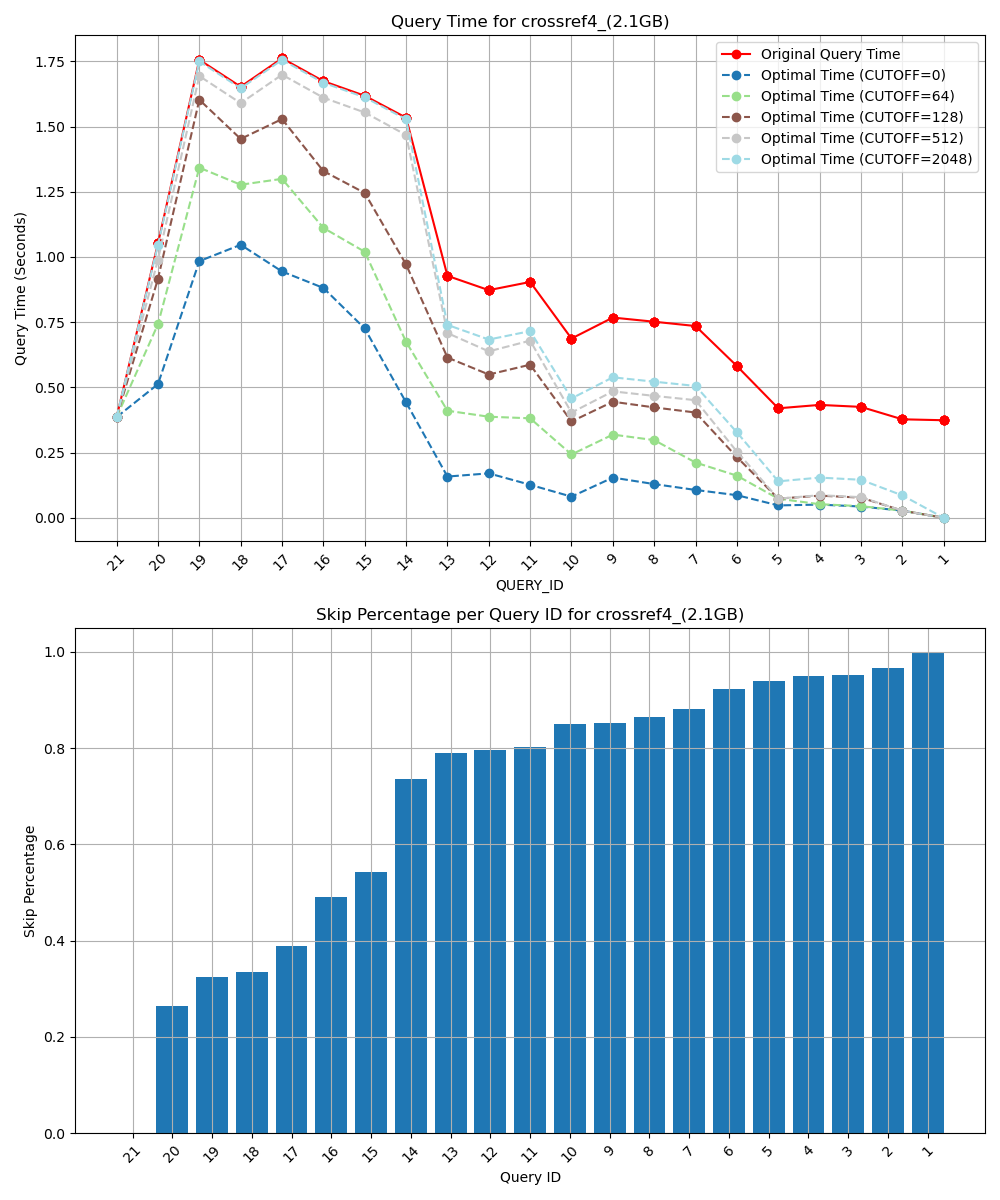 Query Time for crossref4_(2.1GB)
Original Query Time
Optimal Time (CUTOFF=0)
Optimal Time (CUTOFF=64)
Optimal Time (CUTOFF=128)
Optimal Time (CUTOFF=512)
Optimal Time (CUTOFF=2048)
Query Time (Seconds)
1.75
1.50
1.25
1.00
0.75
0.50
0.25
0.00
21 20 19 18 17 16 15 14 13 12 11 10 9 8 7 6 5 4 3 2 1
QUERY_ID
Skip Percentage per Query ID for crossref4_(2.1GB)
Skip Percentage
1.0
0.8
0.6
0.4
0.2
0.0
21 20 19 18 17 16 15 14 13 12 11 10 9 8 7 6 5 4 3 2 1
Query ID